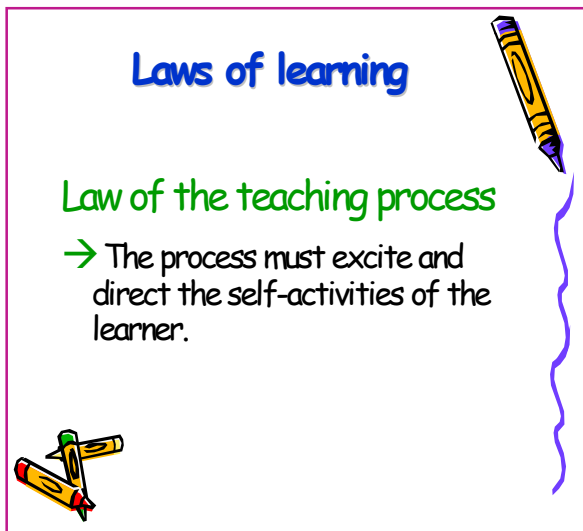 Laws of learning
Law of the teaching process
→ The process must excite and
direct the self-activities of the
learner.